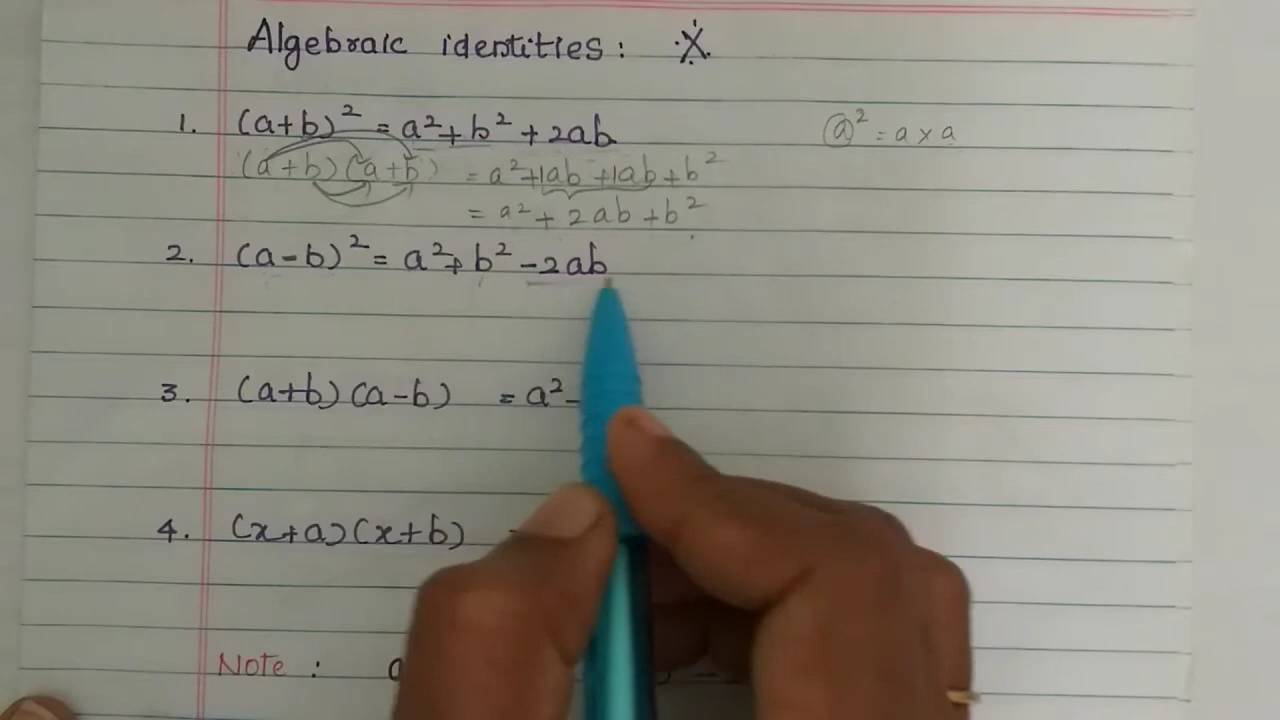 Algebraic identities :
1. (a+b)² = a² + b² + 2ab
a² = a × a
(a+b)(a+b) = a² + 1ab + 1ab + b²
= a² + 2ab + b²
2. (a-b)² = a² + b² - 2ab
3. (a+b)(a-b) = a² -
4. (x+a)(x+b)
Note :